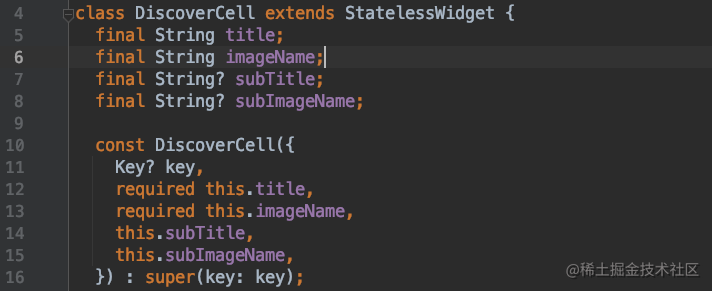 4 class DiscoverCell extends StatelessWidget {
5 final String title;
6 final String imageName;
7 final String? subTitle;
8 final String? subImageName;
9
10 const DiscoverCell({
11 Key? key,
12 required this.title,
13 required this.imageName,
14 this.subTitle,
15 this.subImageName,
16 }) : super(key: key);
@稀土掘金技术社区